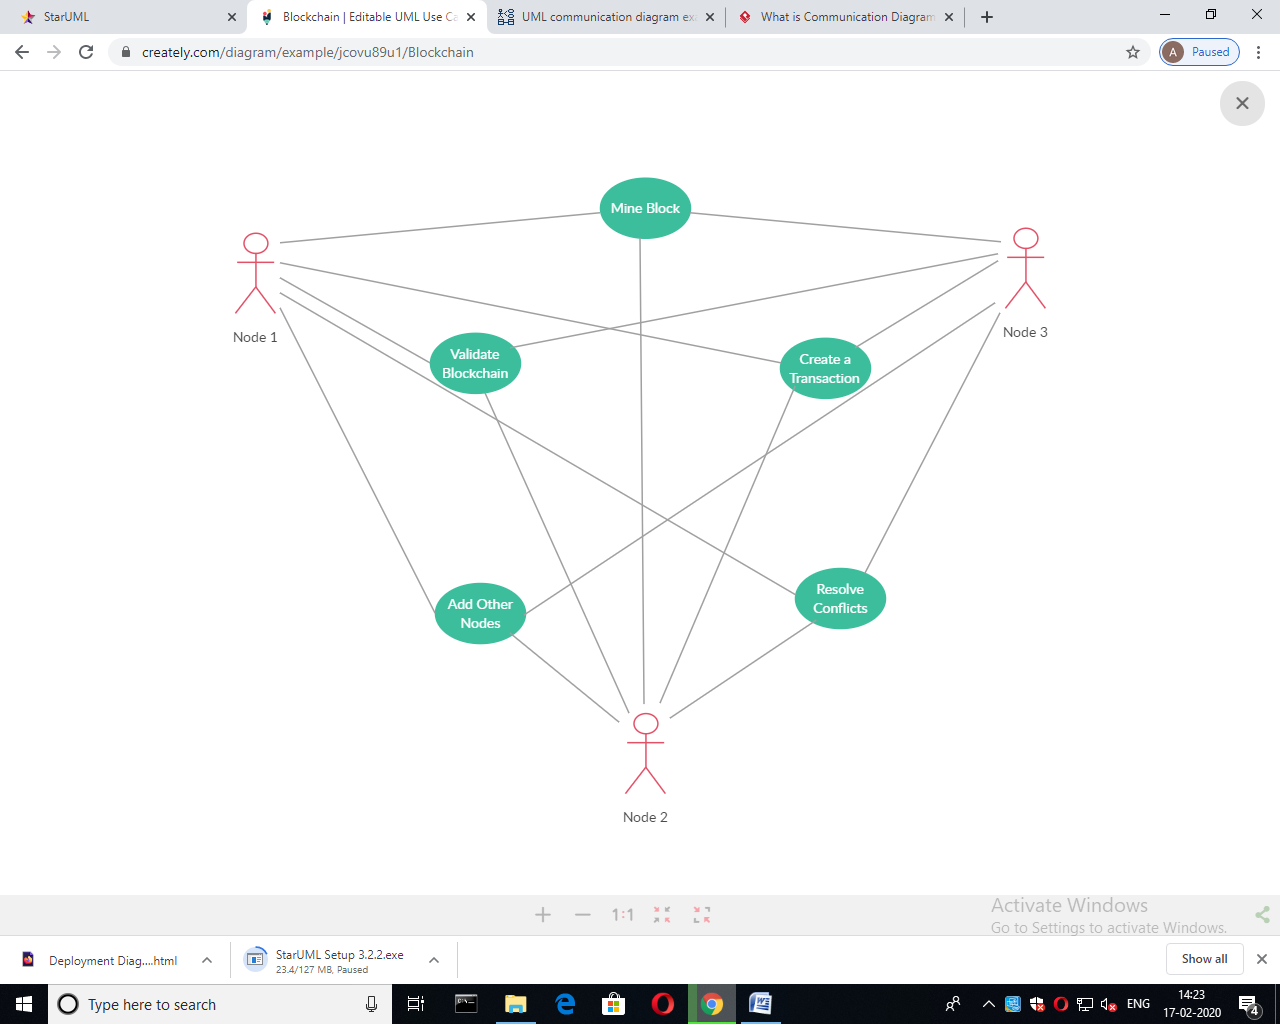 StarUML
Blockchain | Editable UML Use Ca
UML communication diagram ex
What is Communication Diagram
creately.com/diagram/example/jcovu89u1/Blockchain
A
Paused
Mine Block
Node 1
Node 3
Validate
Blockchain
Create a
Transaction
Add Other
Nodes
Resolve
Conflicts
Node 2
1:1
Activate Windows
Go to Settings to activate Windows.
Deployment Diag....html
StarUML Setup 3.2.2.exe
23.4/127 MB, Paused
Show all
Type here to search
ENG
14:23
17-02-2020
4